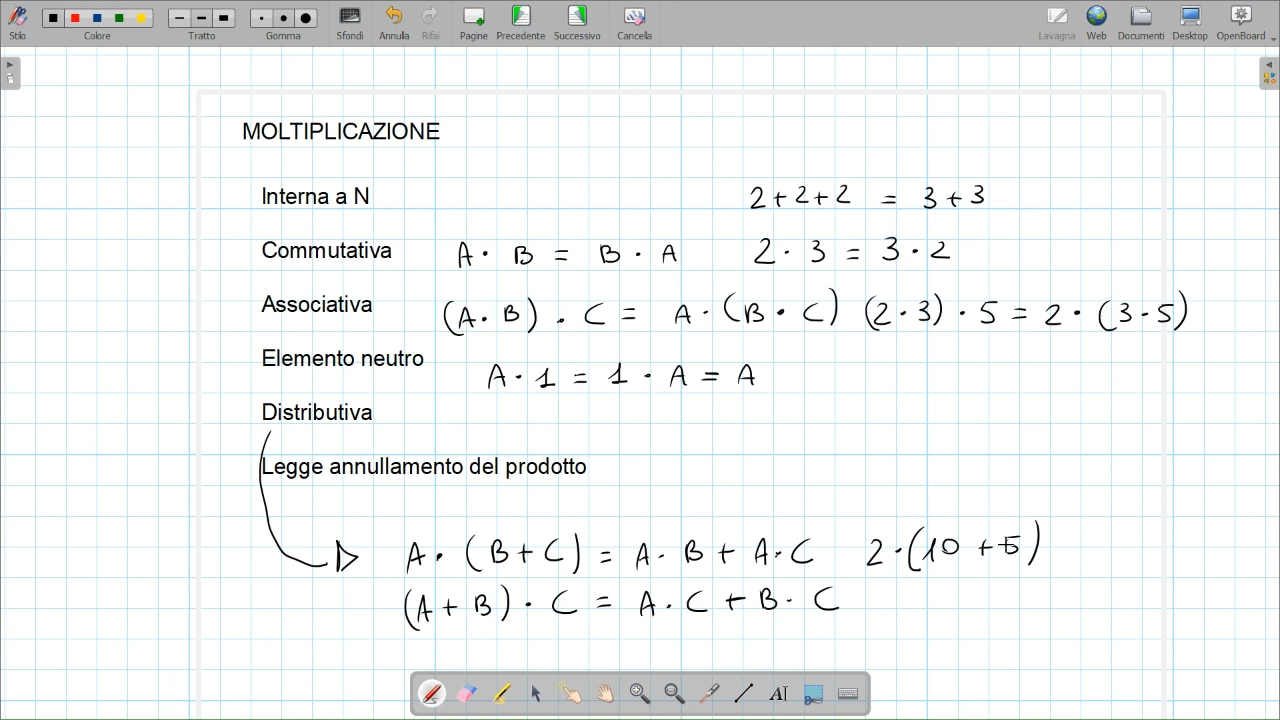 Stilo Colore Tratto Gomma Sfondi Annulla Rifai Pagine Precedente Successivo Cancella Lavagna Web Documenti Desktop OpenBoard
MOLTIPLICAZIONE
Interna a N 2+2+2 = 3+3
Commutativa A · B = B · A 2 · 3 = 3 · 2
Associativa (A · B) · C = A · (B · C) (2 · 3) · 5 = 2 · (3 · 5)
Elemento neutro A · 1 = 1 · A = A
Distributiva
Legge annullamento del prodotto
A · (B + C) = A · B + A · C 2 · (10 + 5)
(A + B) · C = A · C + B · C
AI